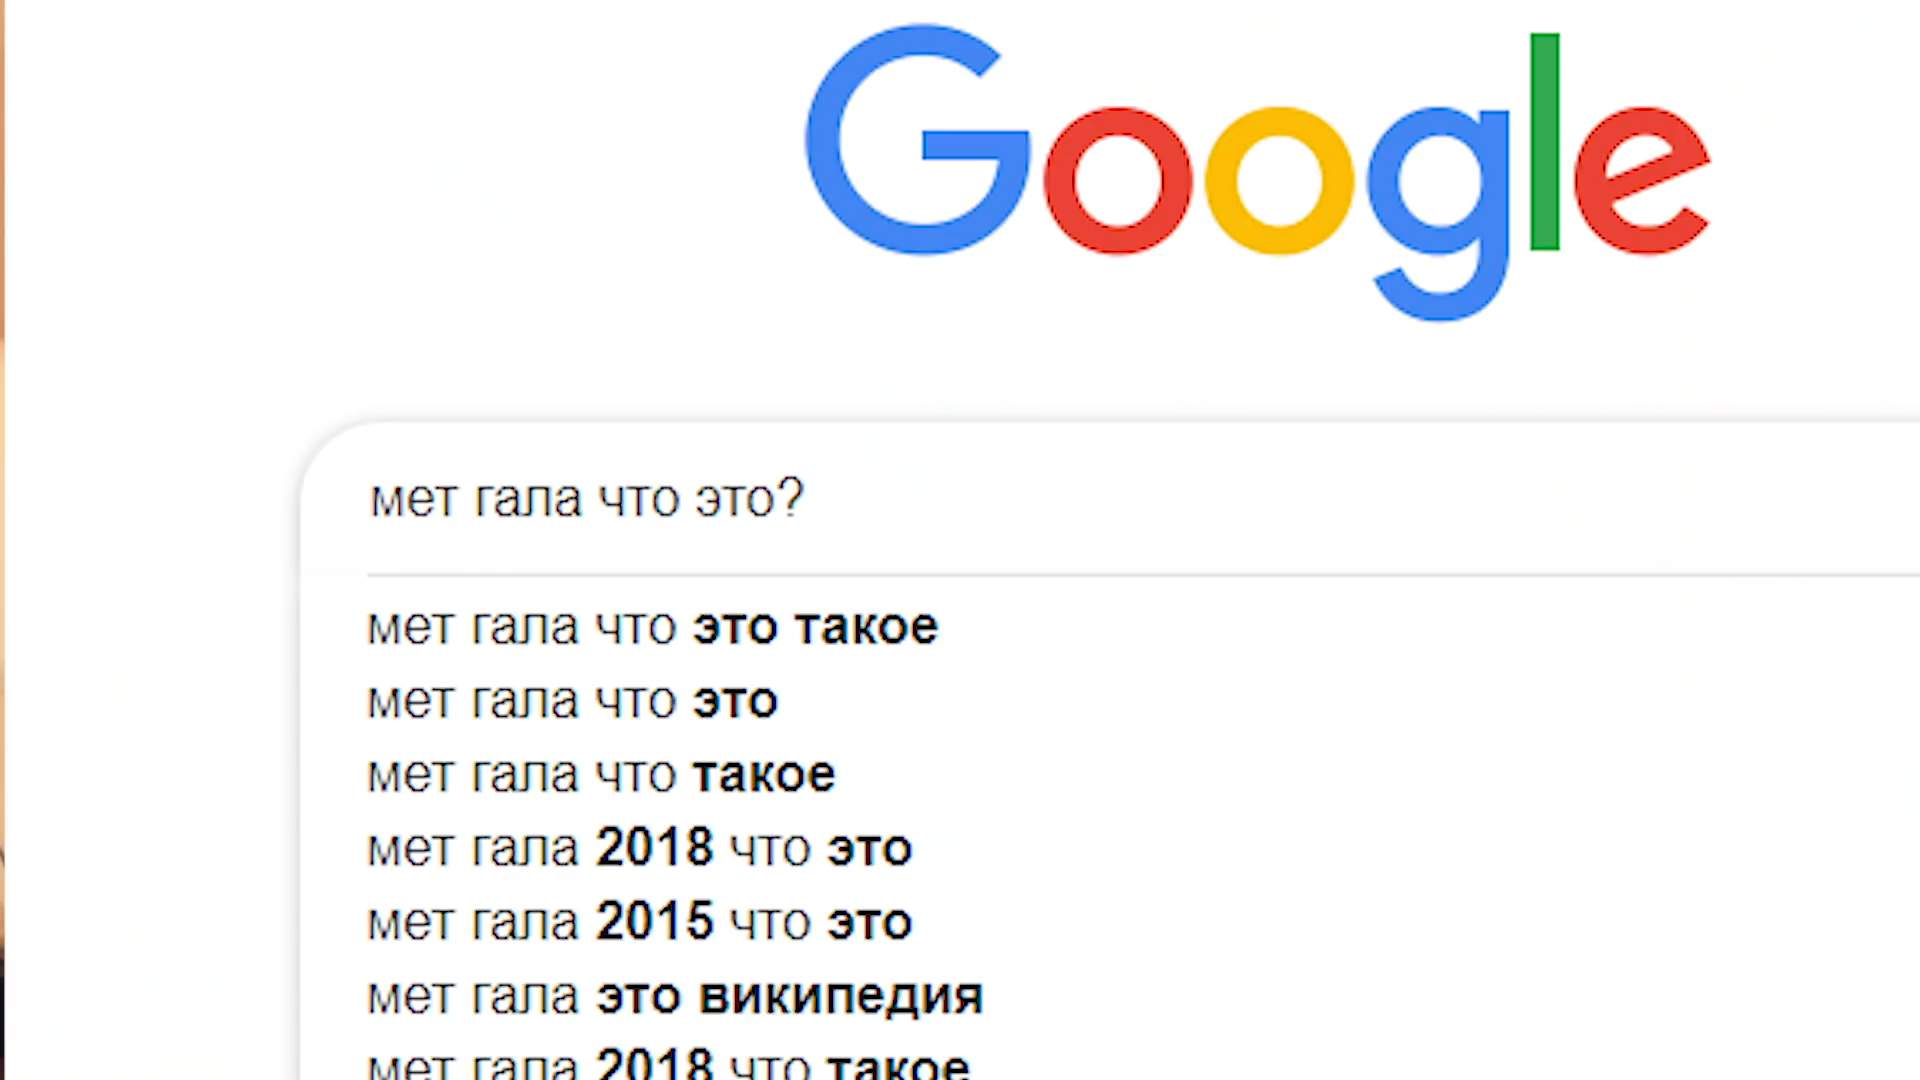 Google
мет гала что это?
мет гала что это такое
мет гала что это
мет гала что такое
мет гала 2018 что это
мет гала 2015 что это
мет гала это википедия
мет гала 2018 что такое